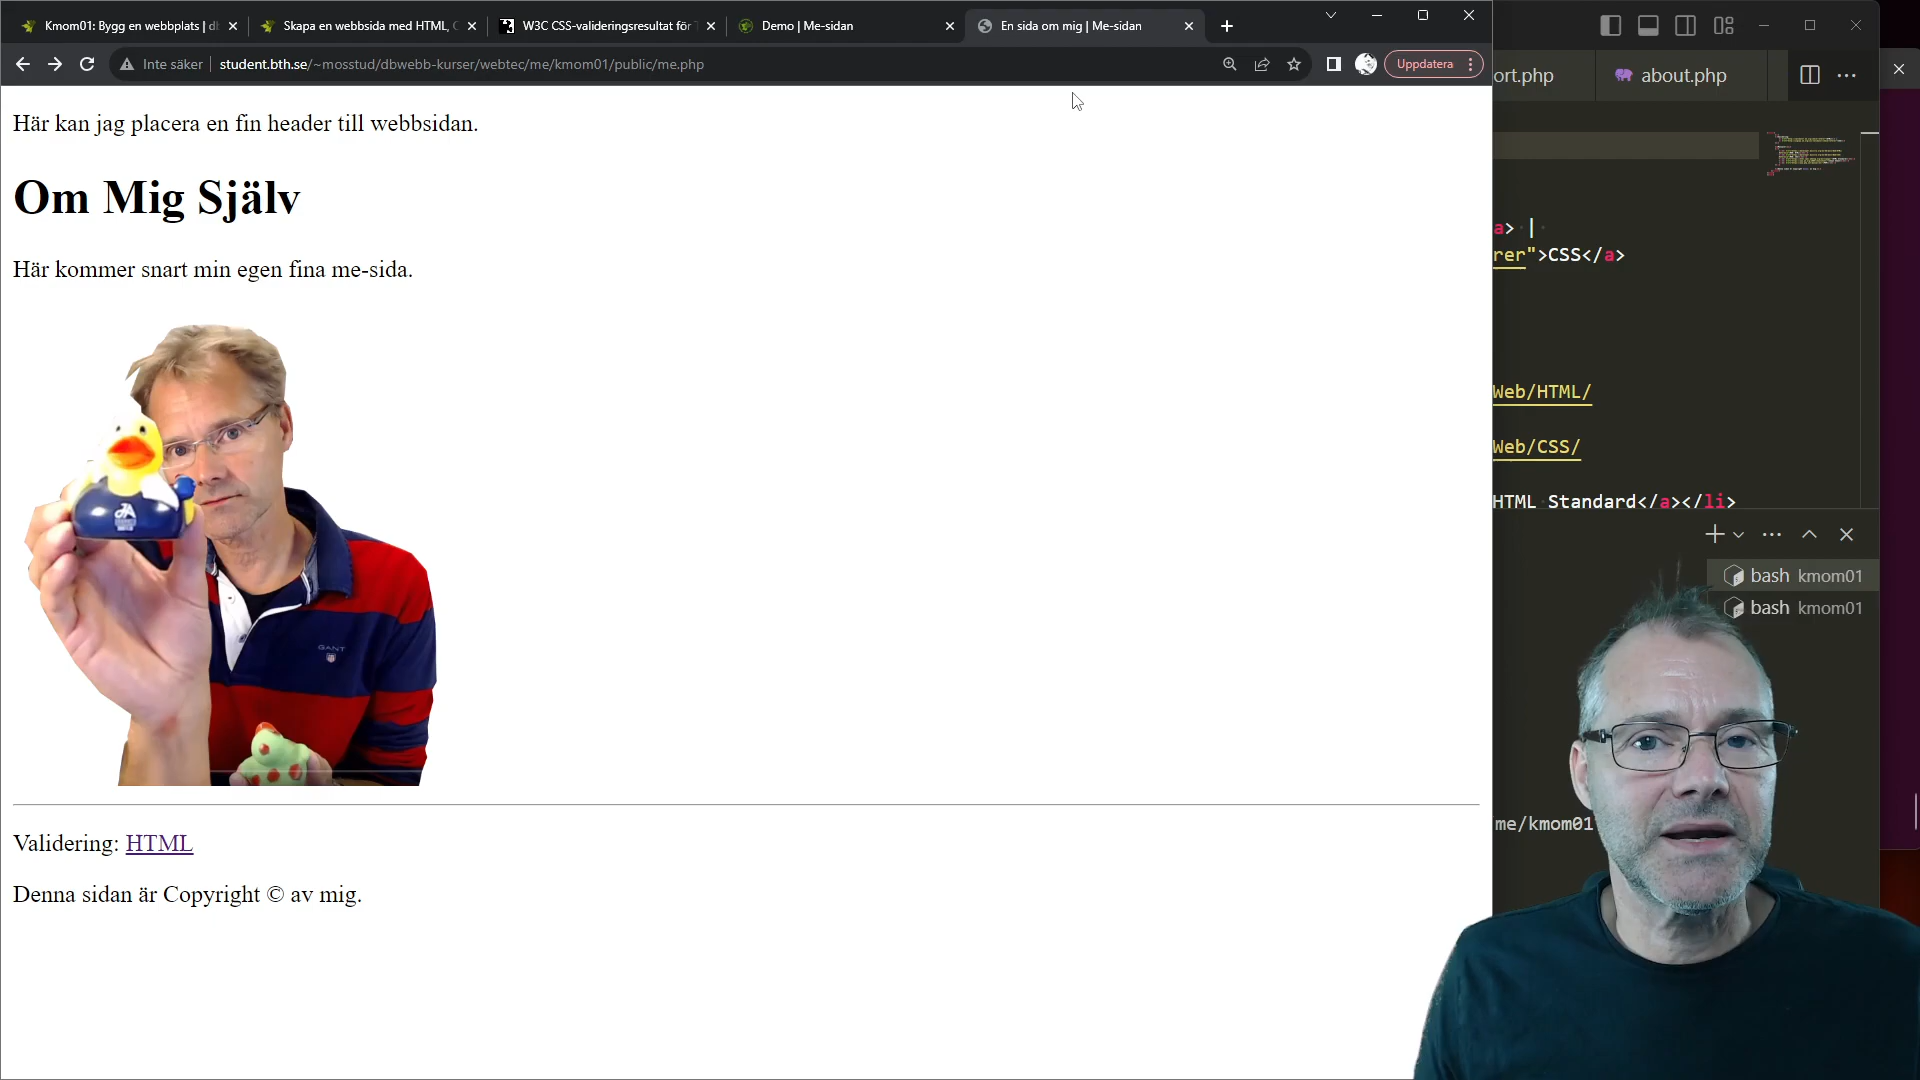 Kmom01: Bygg en webbplats | db
Skapa en webbsida med HTML, C
W3C CSS-valideringsresultat för T
Demo | Me-sidan
En sida om mig | Me-sidan
Inte säker
student.bth.se/~mosstud/dbwebb-kurser/webtec/me/kmom01/public/me.php
Uppdatera
Här kan jag placera en fin header till webbsidan.
Om Mig Själv
Här kommer snart min egen fina me-sida.
GANT
Validering: HTML
Denna sidan är Copyright © av mig.
ort.php
about.php
a> |
rer">CSS</a>
Web/HTML/
Web/CSS/
HTML Standard</a></li>
bash kmom01
bash kmom01
me/kmom01